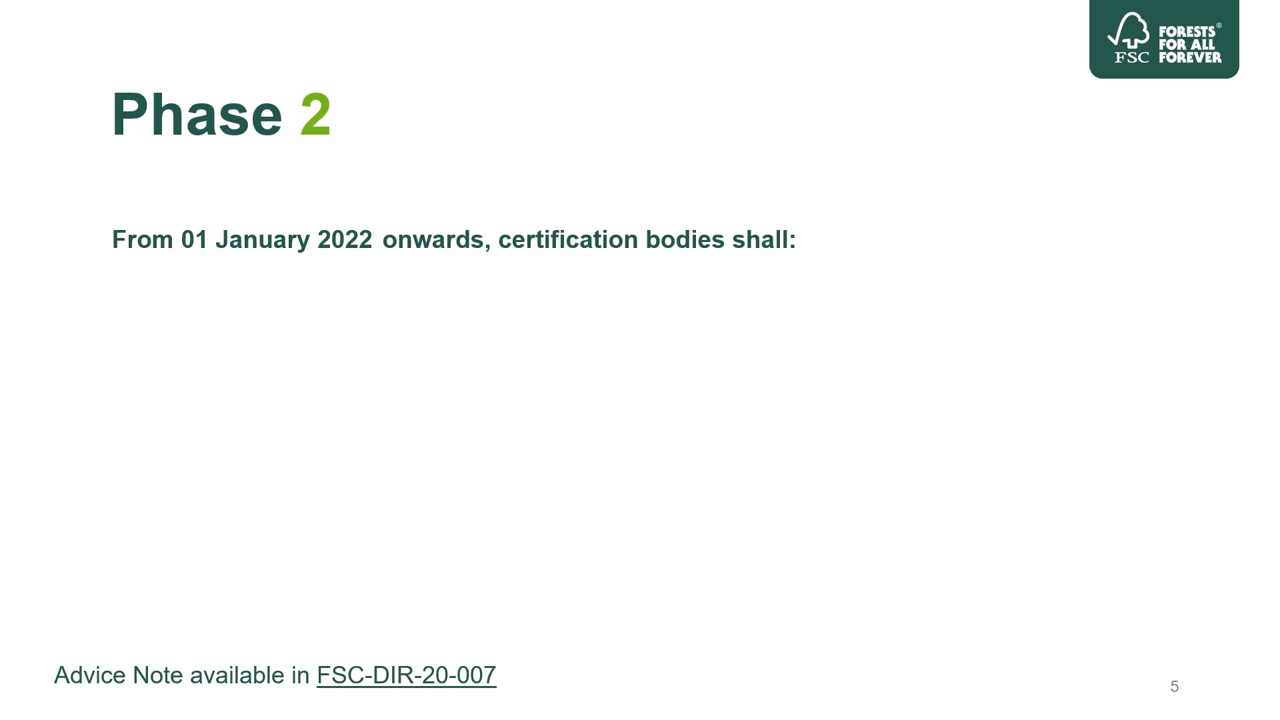 FSC
FORESTS®
FOR ALL
FOREVER
Phase 2
From 01 January 2022 onwards, certification bodies shall:
Advice Note available in FSC-DIR-20-007
5